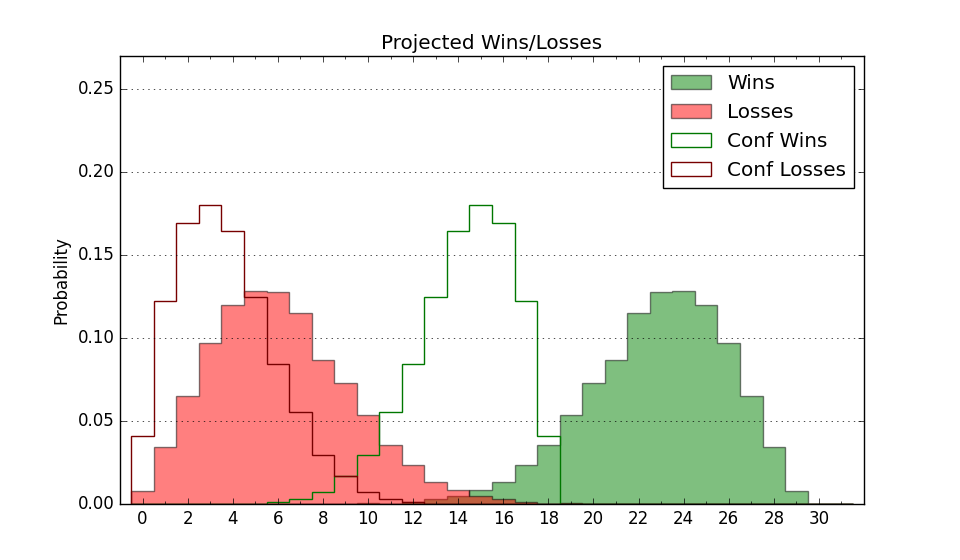 Projected Wins/Losses
Wins
Losses
Conf Wins
Conf Losses
Probability
0.25
0.20
0.15
0.10
0.05
0.00
0 2 4 6 8 10 12 14 16 18 20 22 24 26 28 30